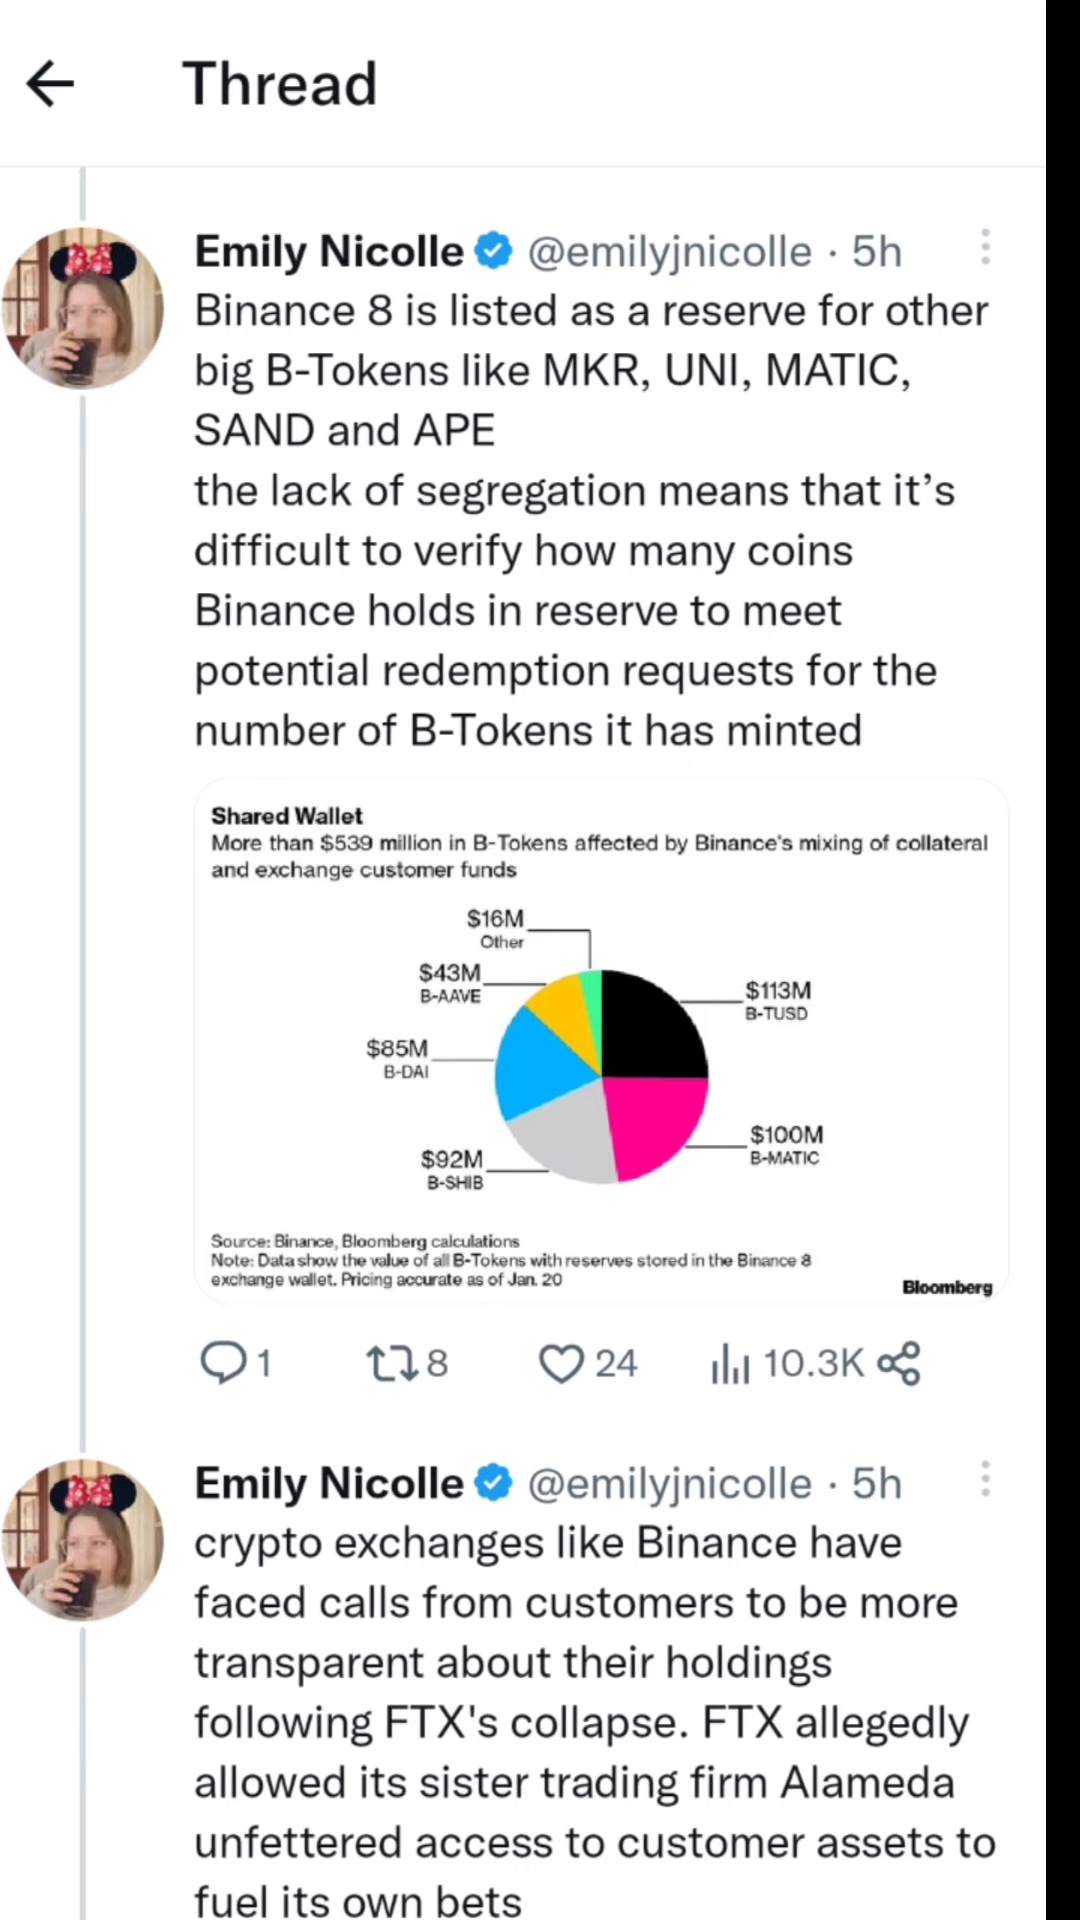 Thread
Emily Nicolle @emilyjnicolle · 5h
Binance 8 is listed as a reserve for other
big B-Tokens like MKR, UNI, MATIC,
SAND and APE
the lack of segregation means that it’s
difficult to verify how many coins
Binance holds in reserve to meet
potential redemption requests for the
number of B-Tokens it has minted
Shared Wallet
More than $539 million in B-Tokens affected by Binance's mixing of collateral
and exchange customer funds
$16M
Other
$43M
B-AAVE
$113M
B-TUSD
$85M
B-DAI
$100M
B-MATIC
$92M
B-SHIB
Source: Binance, Bloomberg calculations
Note: Data show the value of all B-Tokens with reserves stored in the Binance 8
exchange wallet. Pricing accurate as of Jan. 20
Bloomberg
1 8 24 10.3K
Emily Nicolle @emilyjnicolle · 5h
crypto exchanges like Binance have
faced calls from customers to be more
transparent about their holdings
following FTX's collapse. FTX allegedly
allowed its sister trading firm Alameda
unfettered access to customer assets to
fuel its own bets